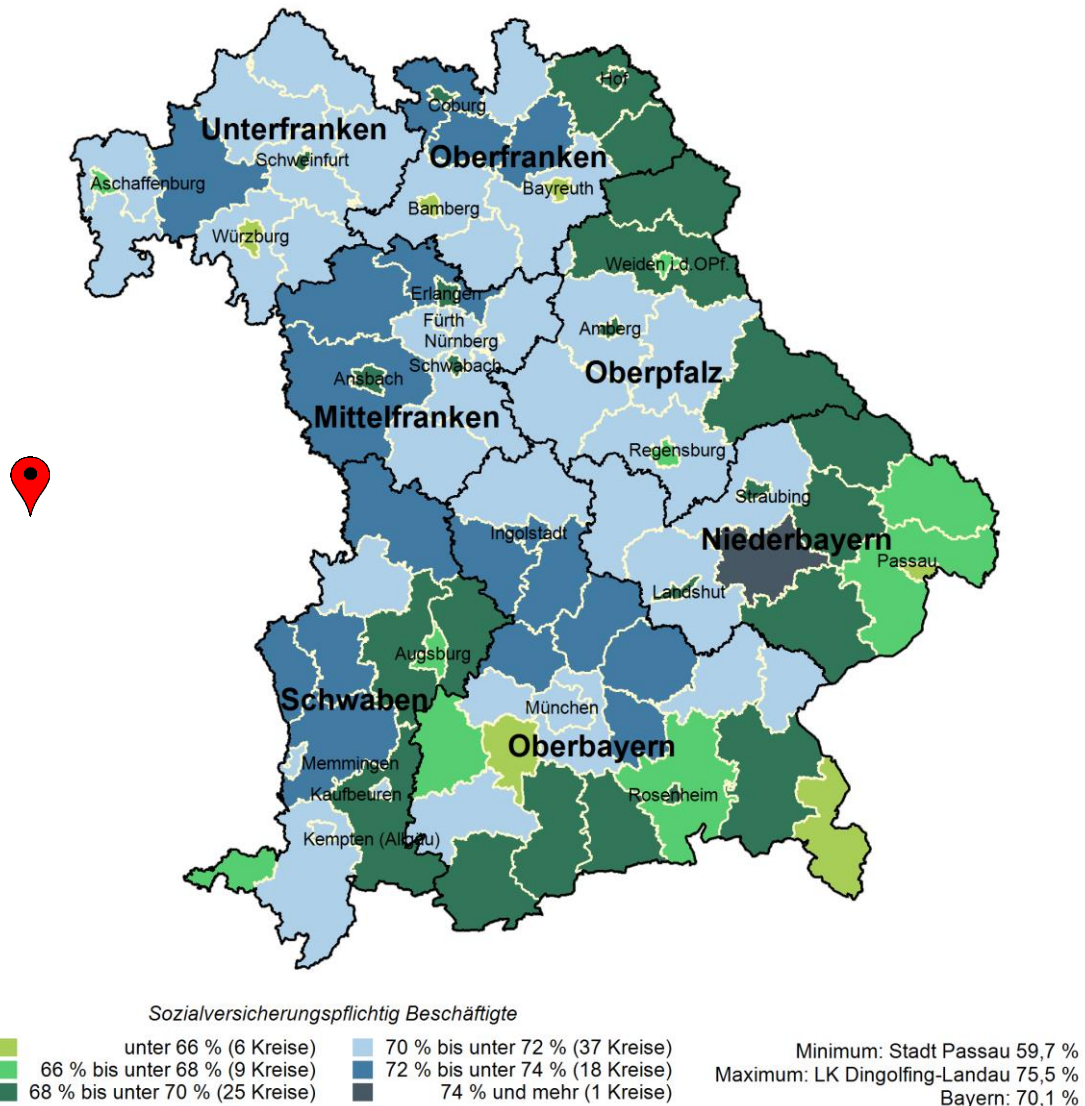 Hof
Coburg
Unterfranken
Oberfranken
Schweinfurt
Aschaffenburg
Bayreuth
Bamberg
Würzburg
Weiden i.d.OPf.
Erlangen
Fürth
Amberg
Nürnberg
Schwabach
Oberpfalz
Ansbach
Mittelfranken
Regensburg
Straubing
Ingolstadt
Niederbayern
Passau
Landshut
Augsburg
Schwaben
München
Oberbayern
Memmingen
Kaufbeuren
Rosenheim
Kempten (Allgäu)
Sozialversicherungspflichtig Beschäftigte
unter 66 % (6 Kreise)
66 % bis unter 68 % (9 Kreise)
68 % bis unter 70 % (25 Kreise)
70 % bis unter 72 % (37 Kreise)
72 % bis unter 74 % (18 Kreise)
74 % und mehr (1 Kreise)
Minimum: Stadt Passau 59,7 %
Maximum: LK Dingolfing-Landau 75,5 %
Bayern: 70,1 %